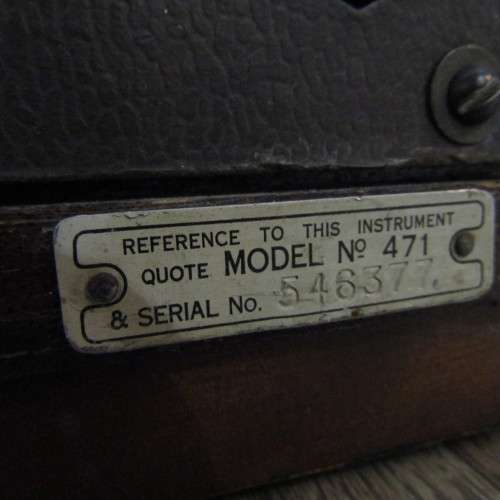 REFERENCE TO THIS INSTRUMENT
QUOTE MODEL Nº 471
& SERIAL No. 546377.